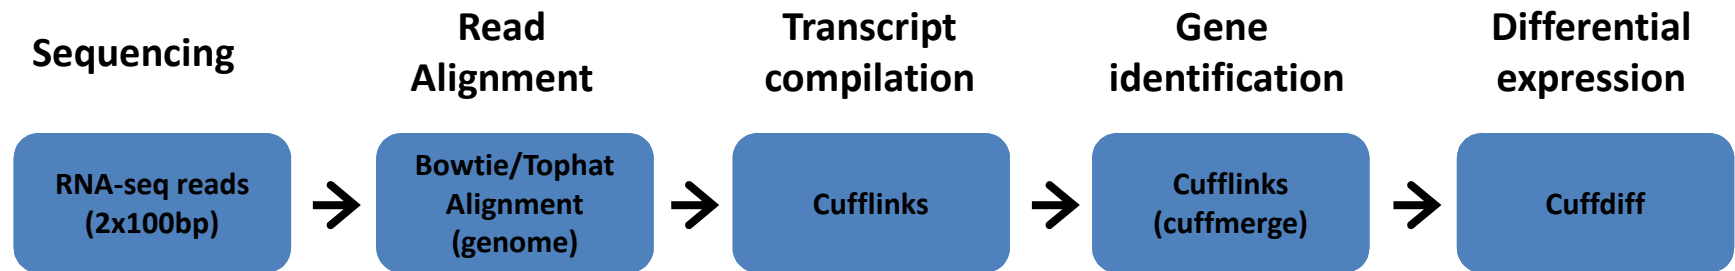 Sequencing
Read
Alignment
Transcript
compilation
Gene
identification
Differential
expression
RNA-seq reads
(2x100bp)
Bowtie/Tophat
Alignment
(genome)
Cufflinks
Cufflinks
(cuffmerge)
Cuffdiff